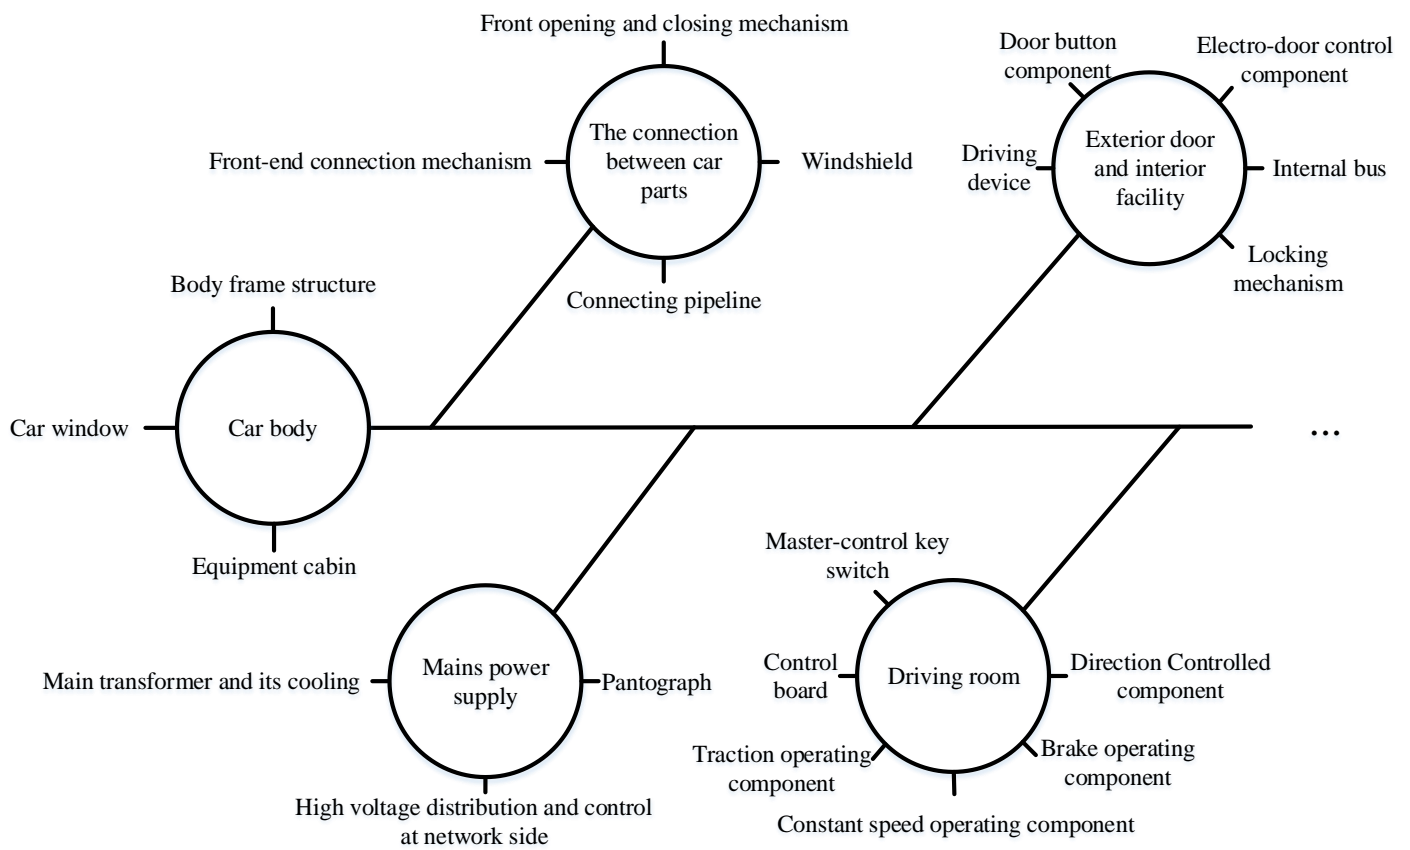 Front opening and closing mechanism
Front-end connection mechanism
The connection
between car
parts
Windshield
Connecting pipeline
Door button
component
Electro-door control
component
Driving
device
Exterior door
and interior
facility
Internal bus
Locking
mechanism
Body frame structure
Car window
Car body
Equipment cabin
...
Main transformer and its cooling
Mains power
supply
Pantograph
High voltage distribution and control
at network side
Master-control key
switch
Control
board
Driving room
Direction Controlled
component
Traction operating
component
Brake operating
component
Constant speed operating component